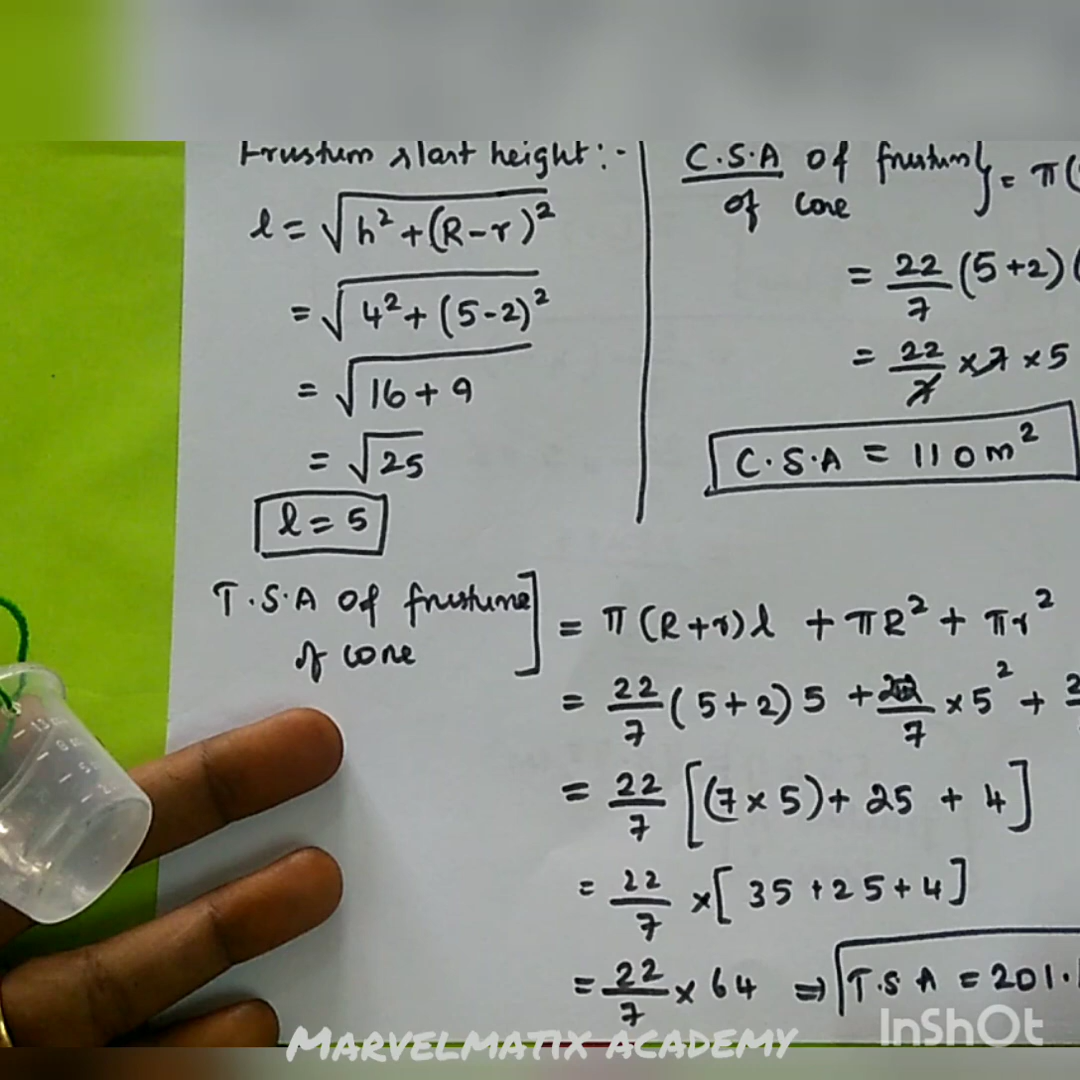 Frustum slant height :-
l = √h² + (R-r)²
= √4² + (5-2)²
= √16 + 9
= √25
l = 5
C.S.A of frustum } = π(
of cone
= 22/7 (5+2)(
= 22/7 × 7 × 5
C.S.A = 110 m²
T.S.A of frustume ] = π (R+r) l + πR² + πr²
of cone
= 22/7 (5+2) 5 + 22/7 × 5² + 2
= 22/7 [(7 × 5) + 25 + 4]
= 22/7 × [35 + 25 + 4]
= 22/7 × 64 ⇒ T.S.A = 201.
InShOt
MARVELMATIX ACADEMY